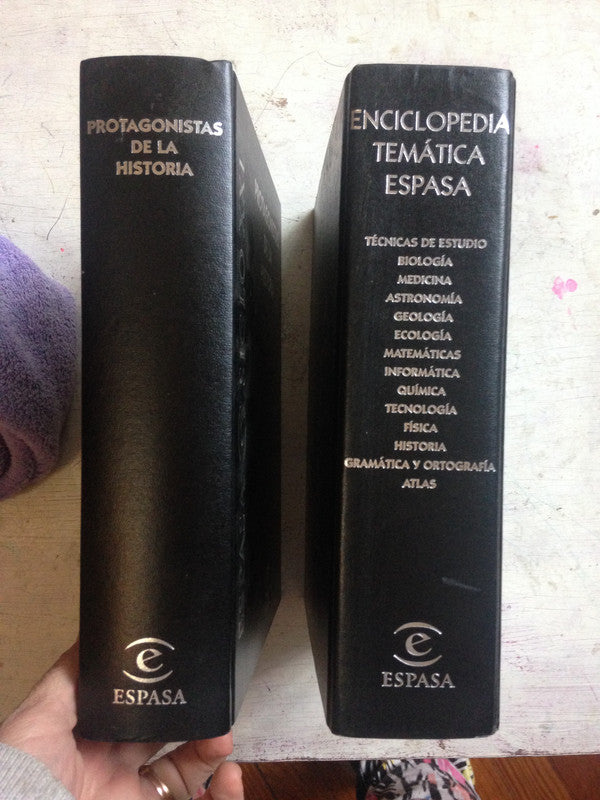 PROTAGONISTAS
DE LA
HISTORIA
e
ESPASA
ENCICLOPEDIA
TEMÁTICA
ESPASA
TÉCNICAS DE ESTUDIO
BIOLOGÍA
MEDICINA
ASTRONOMÍA
GEOLOGÍA
ECOLOGÍA
MATEMÁTICAS
INFORMÁTICA
QUÍMICA
TECNOLOGÍA
FÍSICA
HISTORIA
GRAMÁTICA Y ORTOGRAFÍA
ATLAS
e
ESPASA